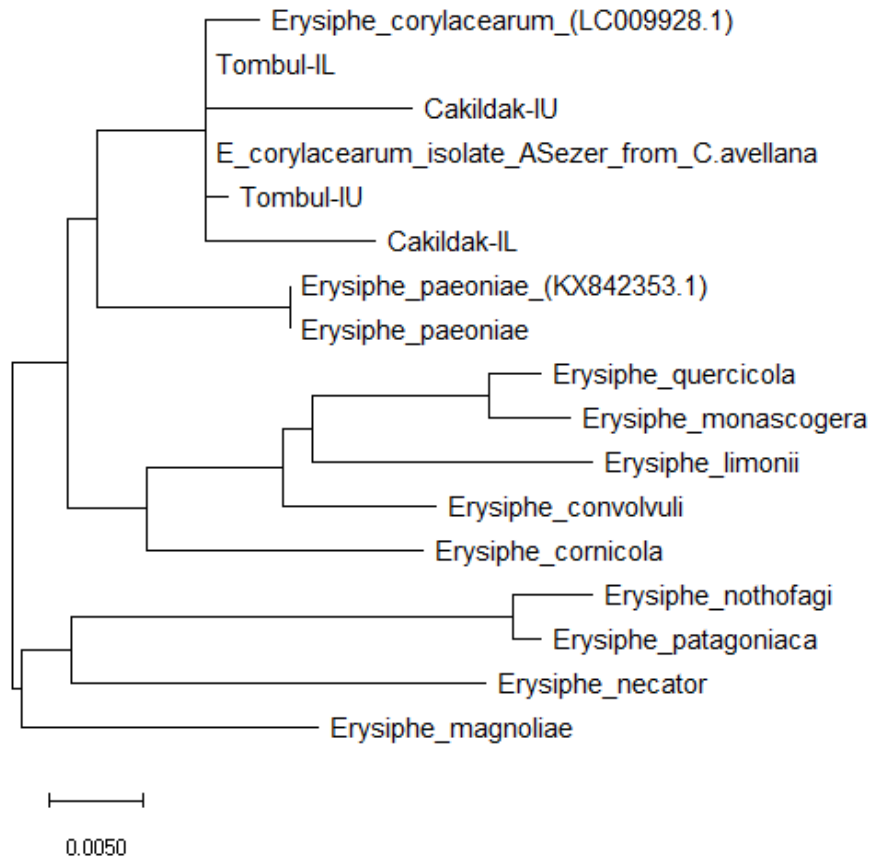 Erysiphe_corylacearum_(LC009928.1)
Tombul-IL
Cakildak-IU
E_corylacearum_isolate_ASezer_from_C.avellana
Tombul-IU
Cakildak-IL
Erysiphe_paeoniae_(KX842353.1)
Erysiphe_paeoniae
Erysiphe_quercicola
Erysiphe_monascogera
Erysiphe_limonii
Erysiphe_convolvuli
Erysiphe_cornicola
Erysiphe_nothofagi
Erysiphe_patagoniaca
Erysiphe_necator
Erysiphe_magnoliae
0.0050